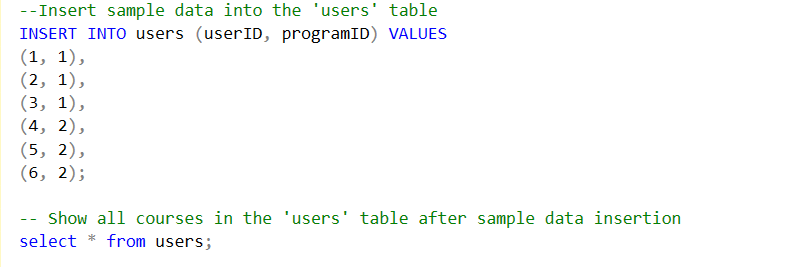 --Insert sample data into the 'users' table
INSERT INTO users (userID, programID) VALUES
(1, 1),
(2, 1),
(3, 1),
(4, 2),
(5, 2),
(6, 2);
-- Show all courses in the 'users' table after sample data insertion
select * from users;